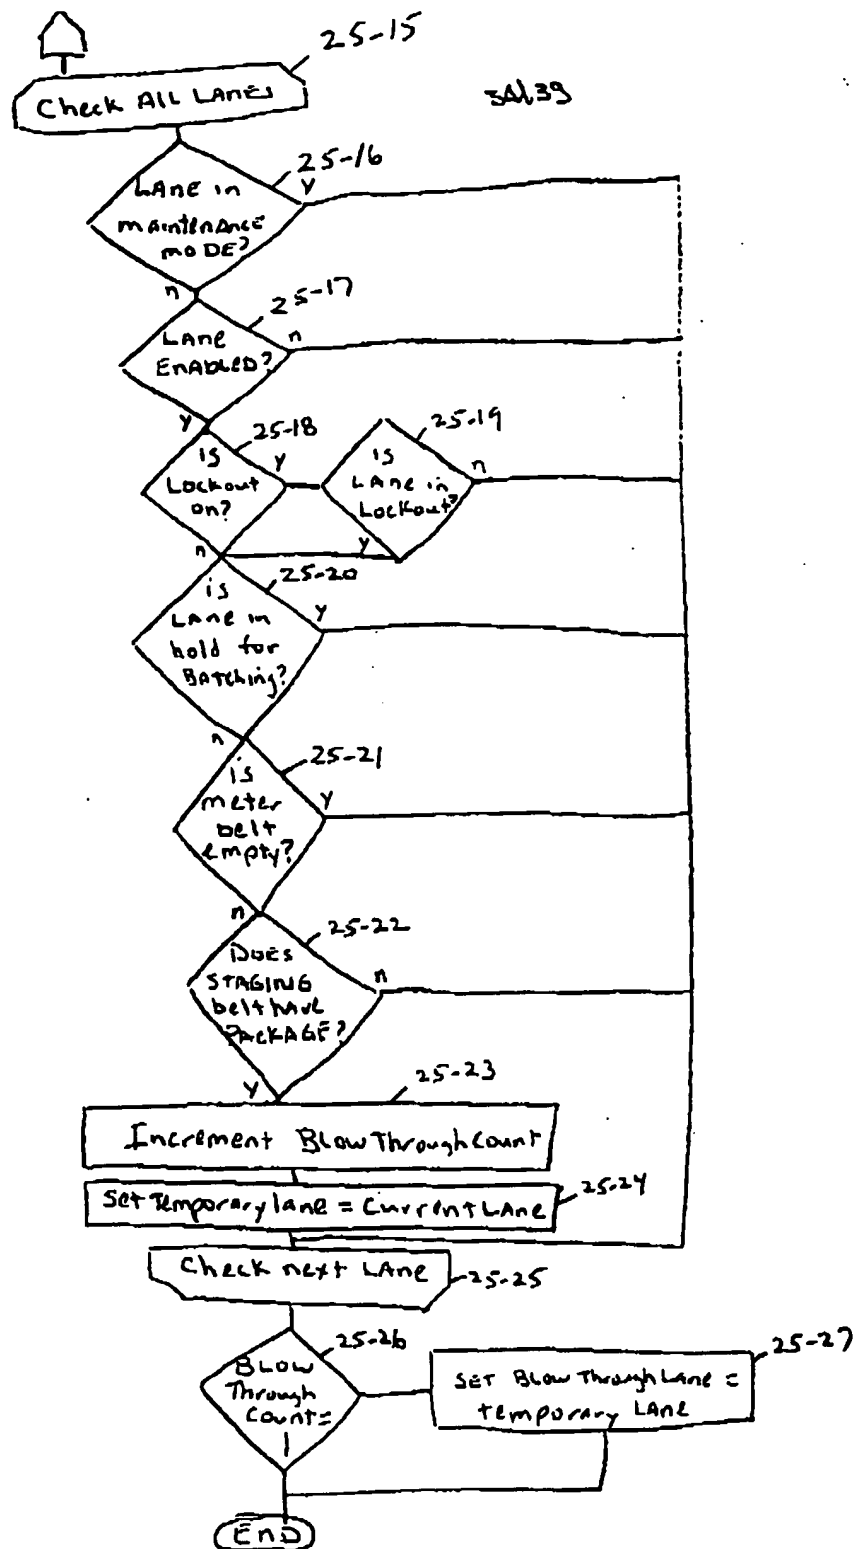 25-15
Check ALL LANES
34/39
25-16
LANE in
maintenance
moDE?
y
n
25-17
LANE
ENABLED?
n
y
25-18
is
Lockout
on?
y
n
25-19
is
LAne in
Lockout?
n
y
25-20
is
LAne in
hold for
BATching?
y
n
25-21
is
meter
belt
empty?
y
n
25-22
DOES
STAGING
belt have
PACKAGE?
n
y
25-23
Increment BLow ThroughCount
Set Temporary lane = Current LAne
25-24
Check next LAne
25-25
25-26
BLOW
Through
Count=
1
25-27
SET BLow Through Lane =
temporary LAne
END